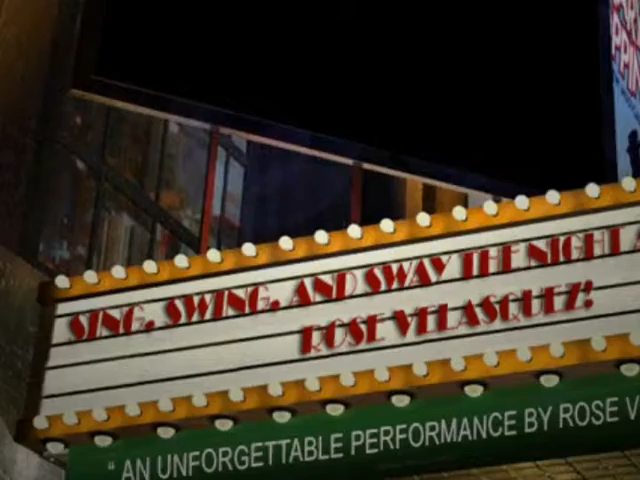 SING, SWING, AND SWAY THE NIGHT
ROSE VELASQUEZ!
“ AN UNFORGETTABLE PERFORMANCE BY ROSE V